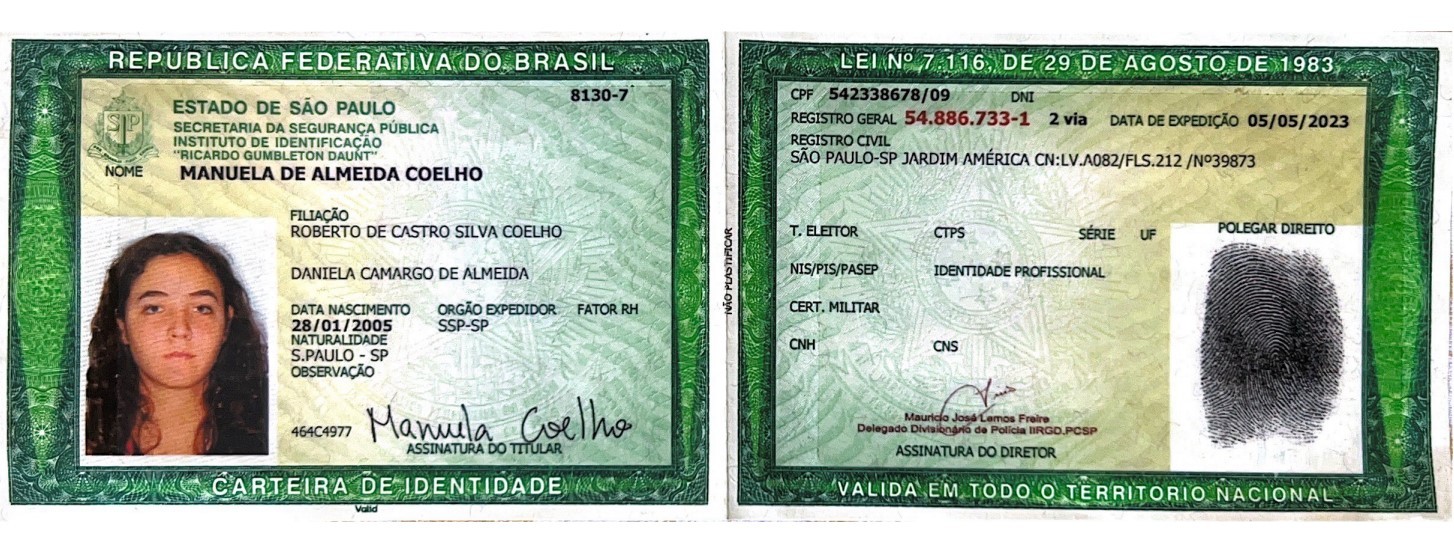 REPÚBLICA FEDERATIVA DO BRASIL
8130-7
SP
ESTADO DE SÃO PAULO
SECRETARIA DA SEGURANÇA PÚBLICA
INSTITUTO DE IDENTIFICAÇÃO
"RICARDO GUMBLETON DAUNT"
NOME MANUELA DE ALMEIDA COELHO
FILIAÇÃO
ROBERTO DE CASTRO SILVA COELHO
DANIELA CAMARGO DE ALMEIDA
DATA NASCIMENTO ORGÃO EXPEDIDOR FATOR RH
28/01/2005 SSP-SP
NATURALIDADE
S.PAULO - SP
OBSERVAÇÃO
464C4977 Manuela Coelho
ASSINATURA DO TITULAR
CARTEIRA DE IDENTIDADE
Valid
NÃO PLASTIFICAR
LEI Nº 7.116, DE 29 DE AGOSTO DE 1983
CPF 542338678/09 DNI
REGISTRO GERAL 54.886.733-1 2 via DATA DE EXPEDIÇÃO 05/05/2023
REGISTRO CIVIL
SÃO PAULO-SP JARDIM AMÉRICA CN:LV.A082/FLS.212 /Nº39873
T. ELEITOR CTPS SÉRIE UF POLEGAR DIREITO
NIS/PIS/PASEP IDENTIDADE PROFISSIONAL
CERT. MILITAR
CNH CNS
Mauricio José Lemos Freire
Delegado Divisionário de Polícia IIRGD.PCSP
ASSINATURA DO DIRETOR
VALIDA EM TODO O TERRITORIO NACIONAL